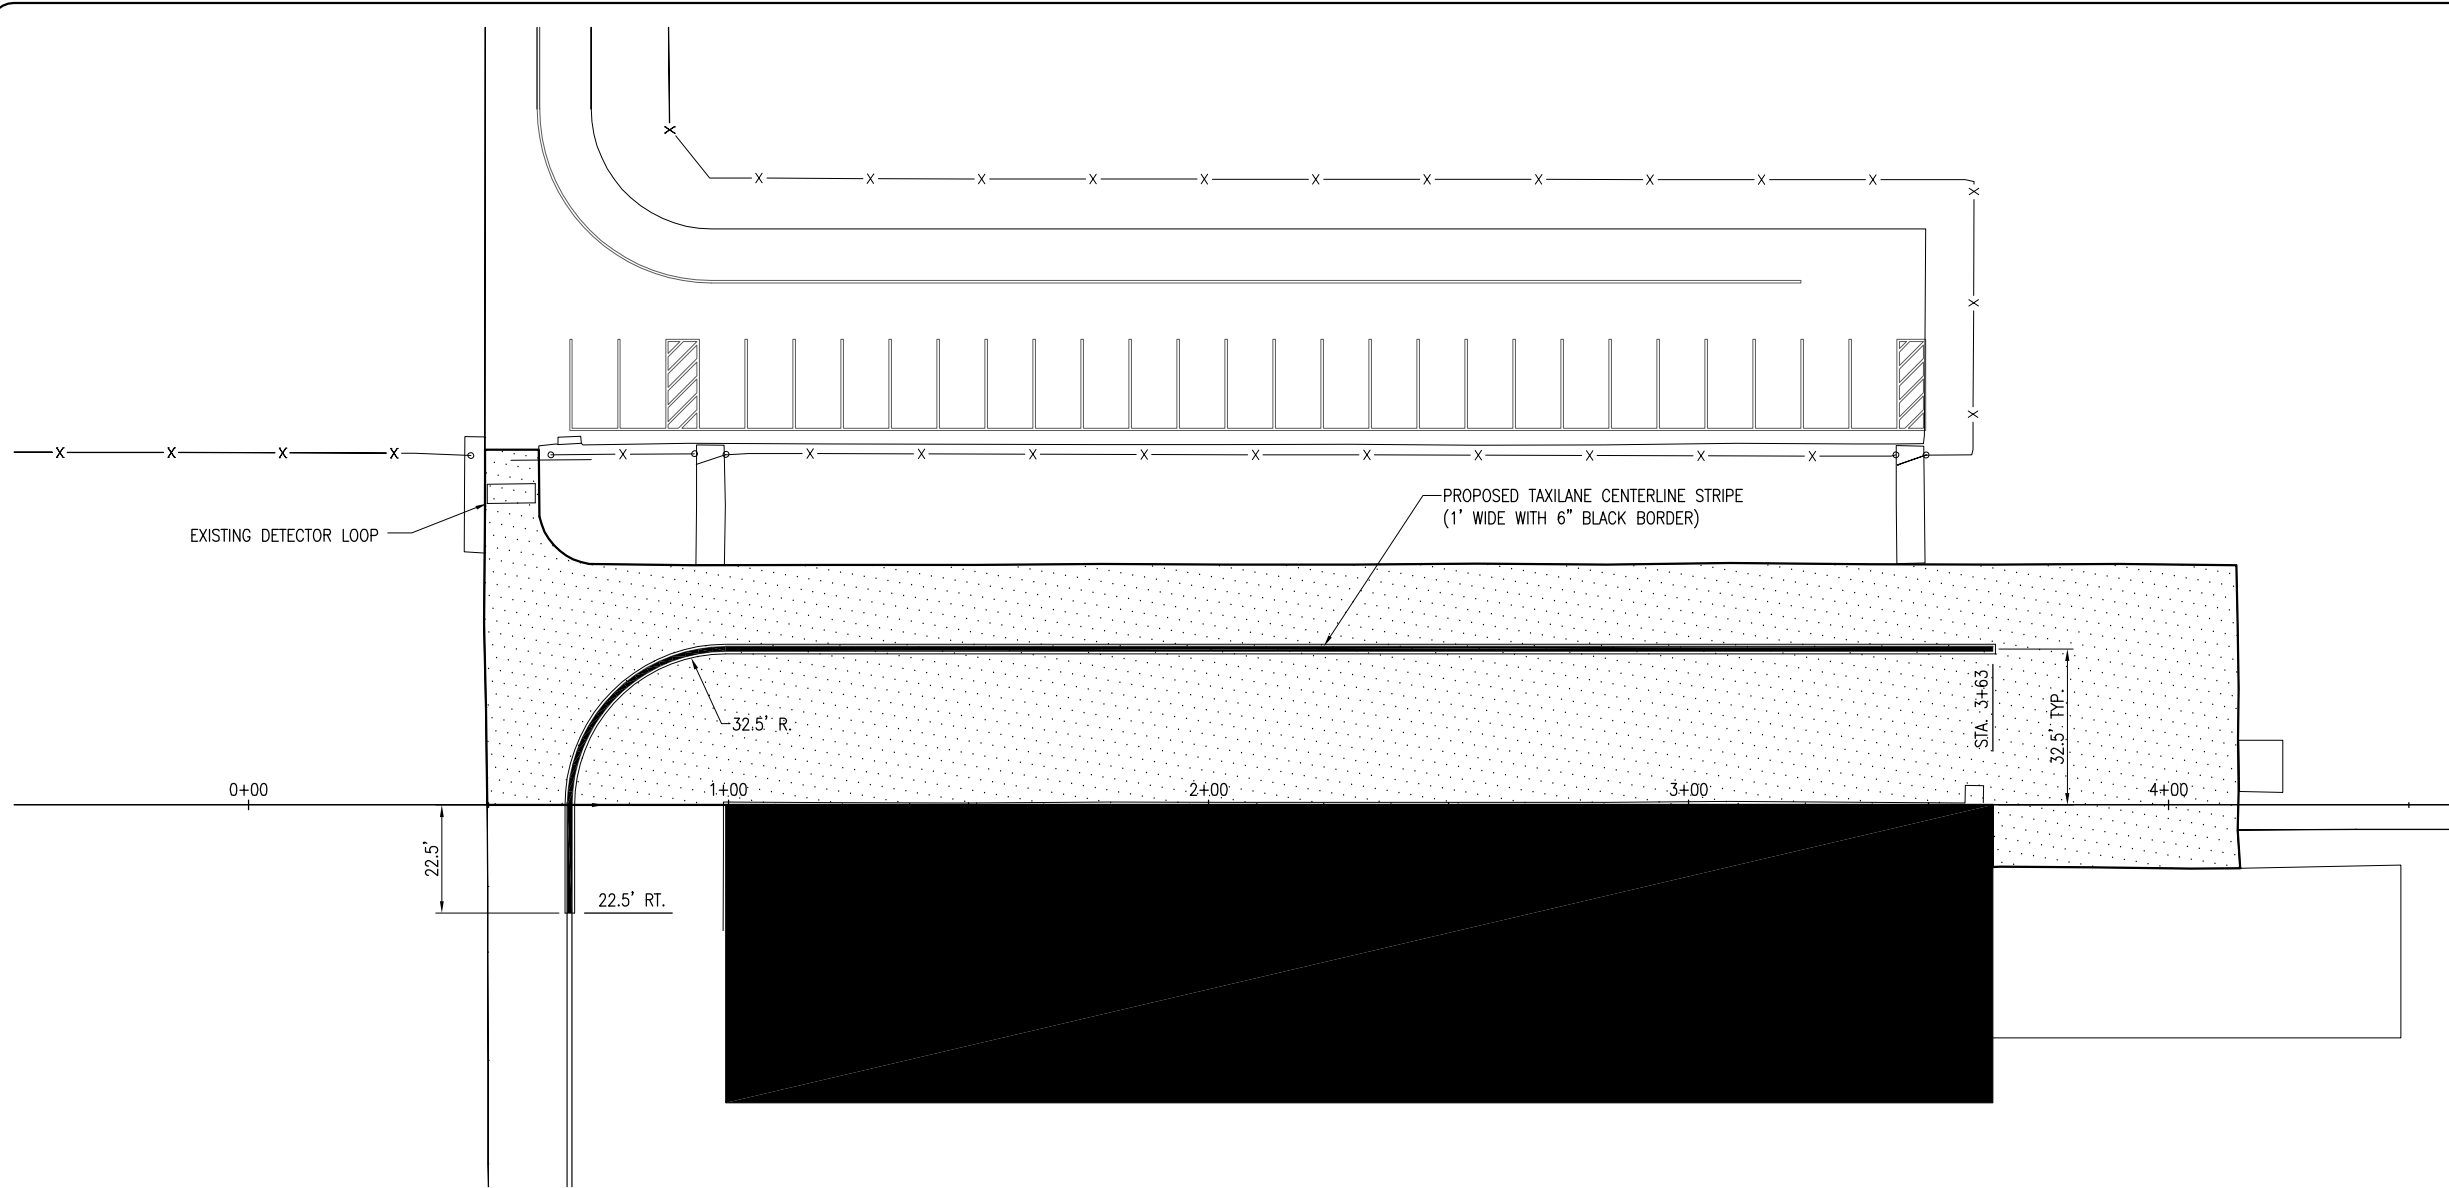 PROPOSED TAXILANE CENTERLINE STRIPE
(1' WIDE WITH 6" BLACK BORDER)
EXISTING DETECTOR LOOP
32.5' R.
STA. 3+63
32.5' TYP.
0+00
1+00
2+00
3+00
4+00
22.5'
22.5' RT.